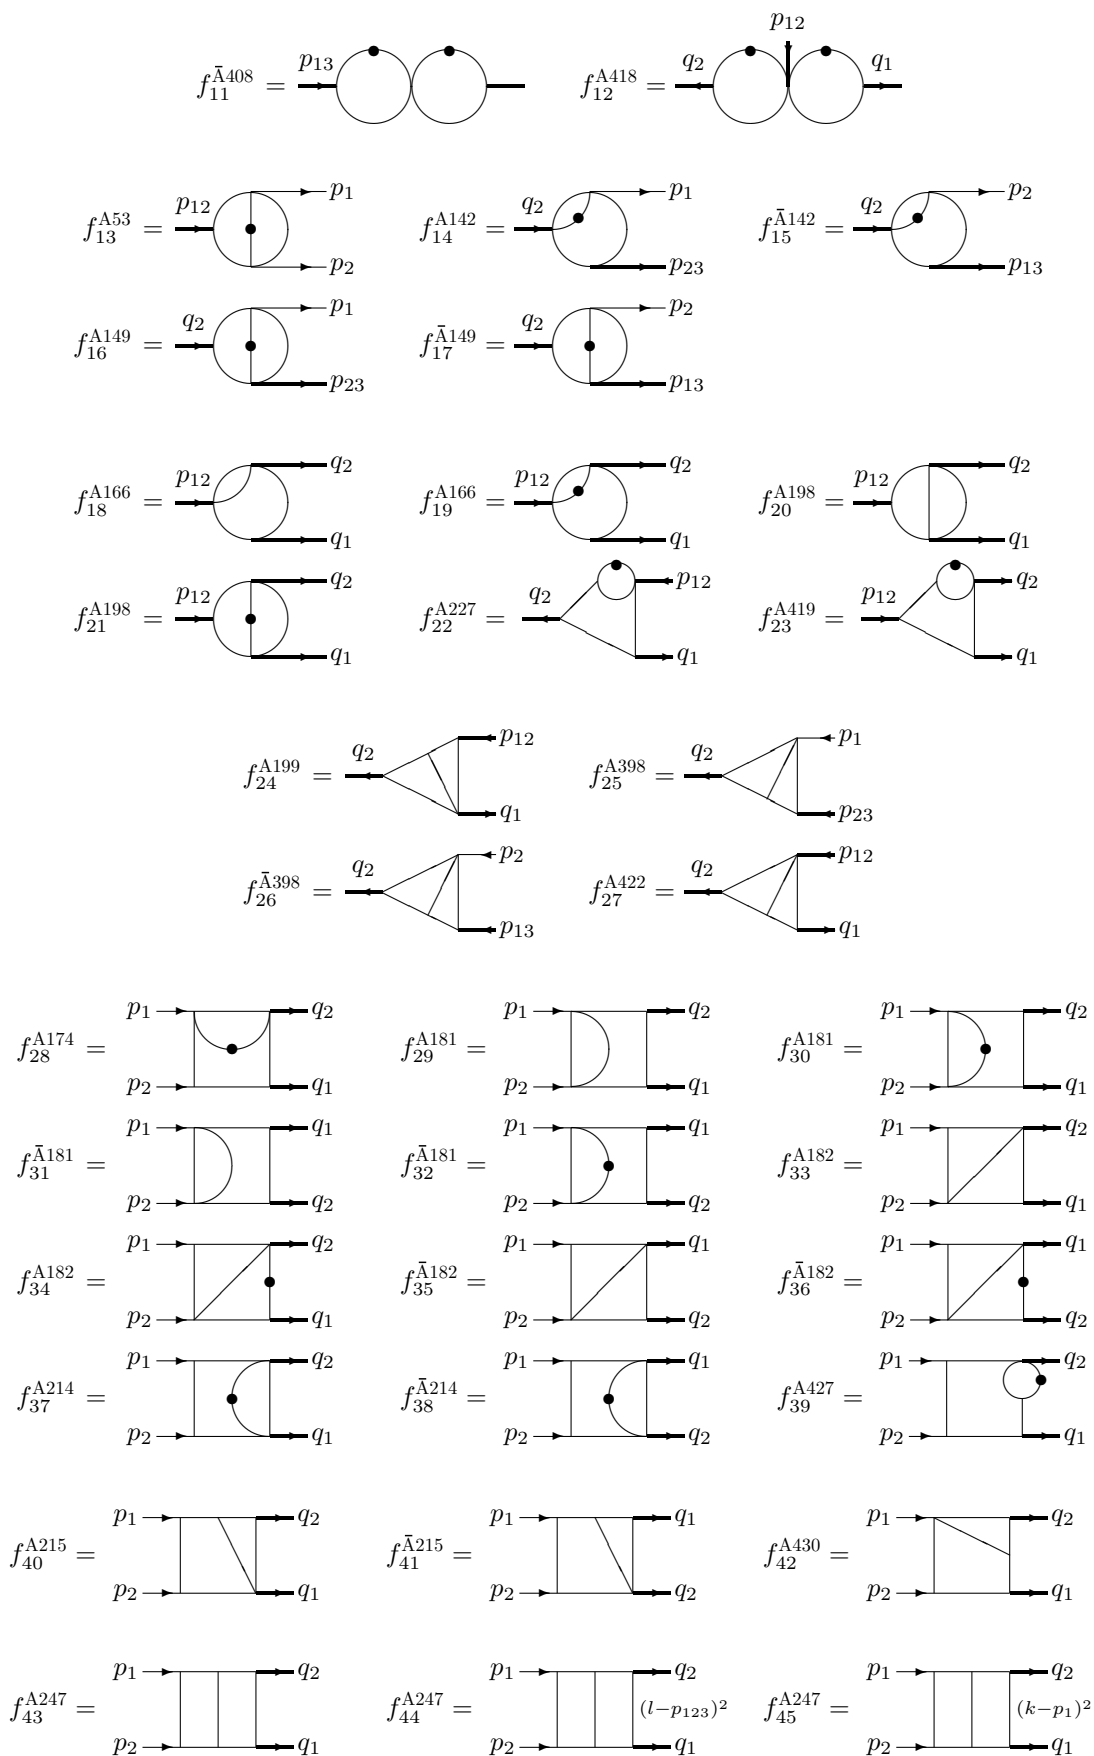 f_{11}^{Ā408} = p_{13} f_{12}^{A418} = q_2 p_{12} q_1
f_{13}^{A53} = p_{12} p_1 p_2 f_{14}^{A142} = q_2 p_1 p_{23} f_{15}^{Ā142} = q_2 p_2 p_{13}
f_{16}^{A149} = q_2 p_1 p_{23} f_{17}^{Ā149} = q_2 p_2 p_{13}
f_{18}^{A166} = p_{12} q_2 q_1 f_{19}^{A166} = p_{12} q_2 q_1 f_{20}^{A198} = p_{12} q_2 q_1
f_{21}^{A198} = p_{12} q_2 q_1 f_{22}^{A227} = q_2 p_{12} q_1 f_{23}^{A419} = p_{12} q_2 q_1
f_{24}^{A199} = q_2 p_{12} q_1 f_{25}^{A398} = q_2 p_1 p_{23}
f_{26}^{Ā398} = q_2 p_2 p_{13} f_{27}^{A422} = q_2 p_{12} q_1
f_{28}^{A174} = p_1 p_2 q_2 q_1 f_{29}^{A181} = p_1 p_2 q_2 q_1 f_{30}^{A181} = p_1 p_2 q_2 q_1
f_{31}^{Ā181} = p_1 p_2 q_1 q_2 f_{32}^{Ā181} = p_1 p_2 q_1 q_2 f_{33}^{A182} = p_1 p_2 q_2 q_1
f_{34}^{A182} = p_1 p_2 q_2 q_1 f_{35}^{Ā182} = p_1 p_2 q_1 q_2 f_{36}^{Ā182} = p_1 p_2 q_1 q_2
f_{37}^{A214} = p_1 p_2 q_2 q_1 f_{38}^{Ā214} = p_1 p_2 q_1 q_2 f_{39}^{A427} = p_1 p_2 q_2 q_1
f_{40}^{A215} = p_1 p_2 q_2 q_1 f_{41}^{Ā215} = p_1 p_2 q_1 q_2 f_{42}^{A430} = p_1 p_2 q_2 q_1
f_{43}^{A247} = p_1 p_2 q_2 q_1 f_{44}^{A247} = p_1 p_2 q_2 (l−p_{123})^2 q_1 f_{45}^{A247} = p_1 p_2 q_2 (k−p_1)^2 q_1